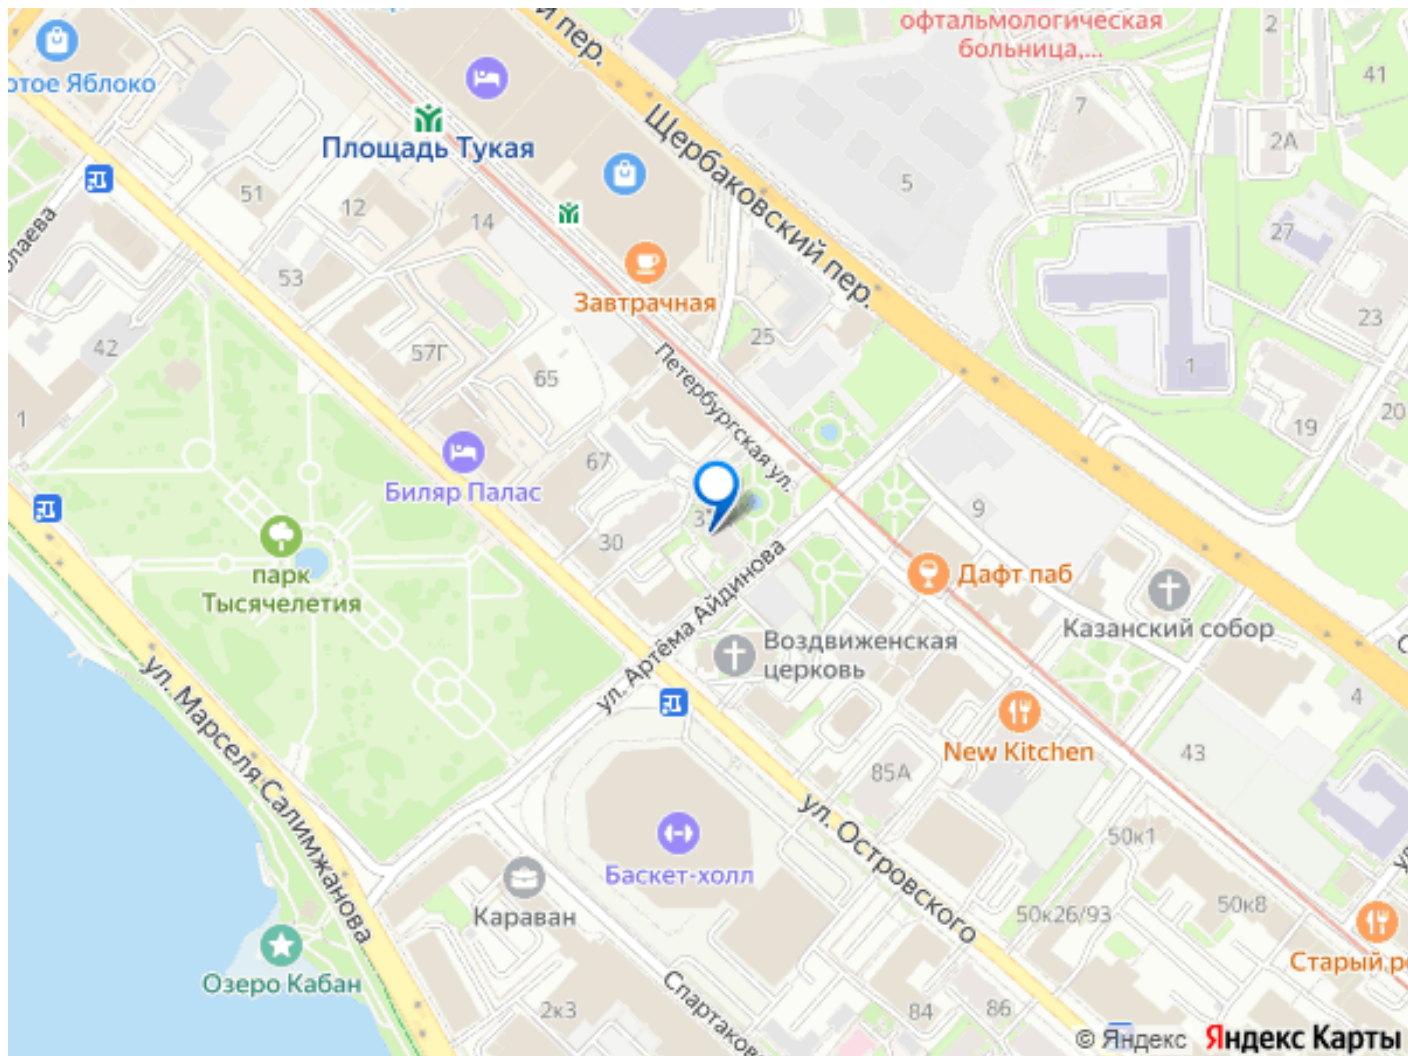 офтальмологическая
больница,...
й пер.
отое Яблоко
2
41
7
2А
Площадь Тукая
Щербаковский пер.
5
51
12
14
лаева
27
53
Завтрачная
25
23
42
57Г
65
Петербургская ул.
1
1
19
20
67
Биляр Палас
9
30
парк
Тысячелетия
ул. Артёма Айдинова
Дафт паб
Казанский собор
Воздвиженская
церковь
ул. Марселя Салимжанова
4
New Kitchen
43
85А
ул. Островского
50к1
Баскет-холл
Караван
50к26/93
50к8
Старый р
Озеро Кабан
Спартаков
2к3
84
86
© Яндекс Яндекс Карты